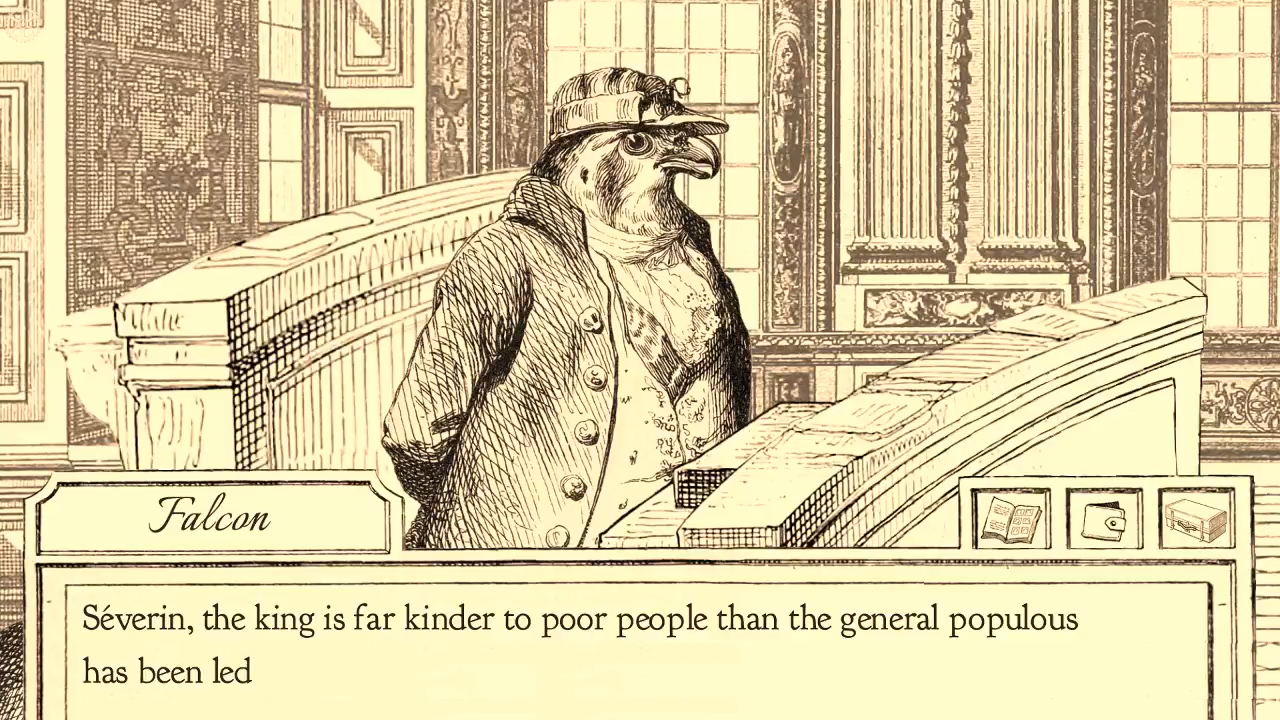 Falcon
Séverin, the king is far kinder to poor people than the general populous
has been led